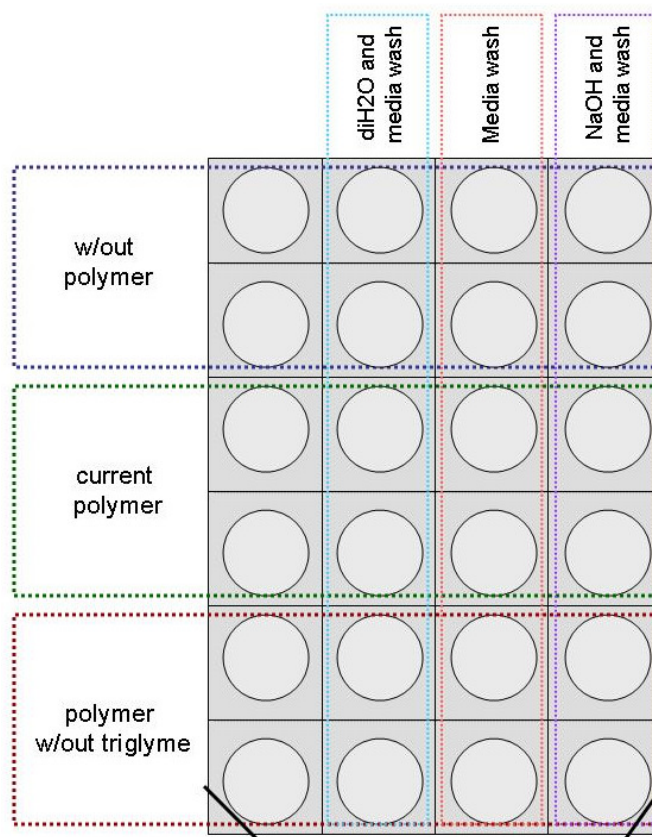 diH2O and
media wash
Media wash
NaOH and
media wash
w/out
polymer
current
polymer
polymer
w/out triglyme